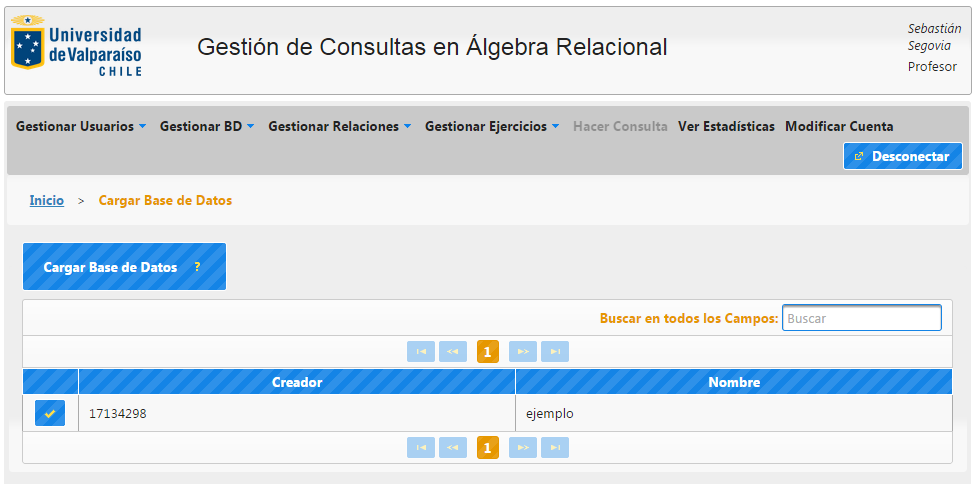 Universidad
de Valparaíso
CHILE
Gestión de Consultas en Álgebra Relacional
Sebastián
Segovia
Profesor
Gestionar Usuarios Gestionar BD Gestionar Relaciones Gestionar Ejercicios Hacer Consulta Ver Estadísticas Modificar Cuenta
Desconectar
Inicio > Cargar Base de Datos
Cargar Base de Datos ?
Buscar en todos los Campos: Buscar
1
Creador Nombre
17134298 ejemplo
1